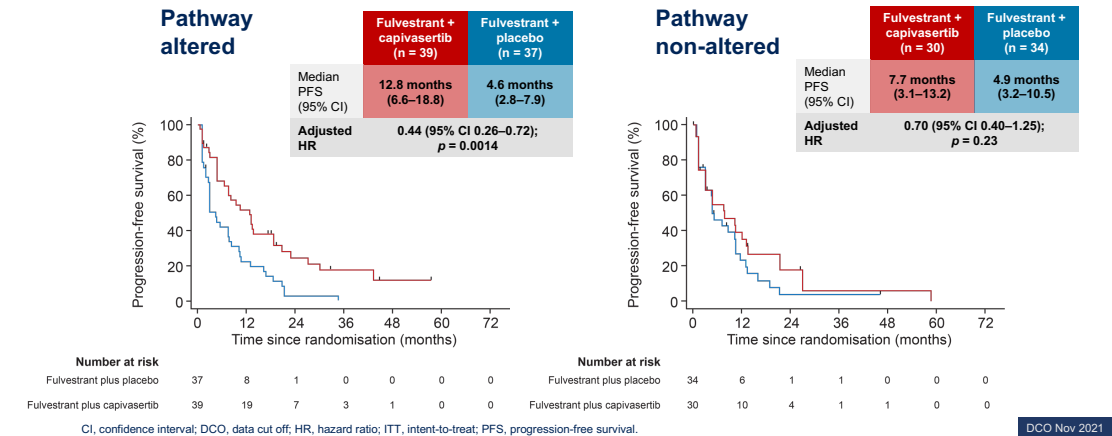 Pathway
altered
Fulvestrant +
capivasertib
(n = 39)
Fulvestrant +
placebo
(n = 37)
Median
PFS
(95% CI)
12.8 months
(6.6–18.8)
4.6 months
(2.8–7.9)
Adjusted
HR
0.44 (95% CI 0.26–0.72);
p = 0.0014
Progression-free survival (%)
100
80
60
40
20
0
0 12 24 36 48 60 72
Time since randomisation (months)
Number at risk
Fulvestrant plus placebo 37 8 1 0 0 0 0
Fulvestrant plus capivasertib 39 19 7 3 1 0 0
Pathway
non-altered
Fulvestrant +
capivasertib
(n = 30)
Fulvestrant +
placebo
(n = 34)
Median
PFS
(95% CI)
7.7 months
(3.1–13.2)
4.9 months
(3.2–10.5)
Adjusted
HR
0.70 (95% CI 0.40–1.25);
p = 0.23
Progression-free survival (%)
100
80
60
40
20
0
0 12 24 36 48 60 72
Time since randomisation (months)
Number at risk
Fulvestrant plus placebo 34 6 1 1 0 0 0
Fulvestrant plus capivasertib 30 10 4 1 1 0 0
CI, confidence interval; DCO, data cut off; HR, hazard ratio; ITT, intent-to-treat; PFS, progression-free survival.
DCO Nov 2021